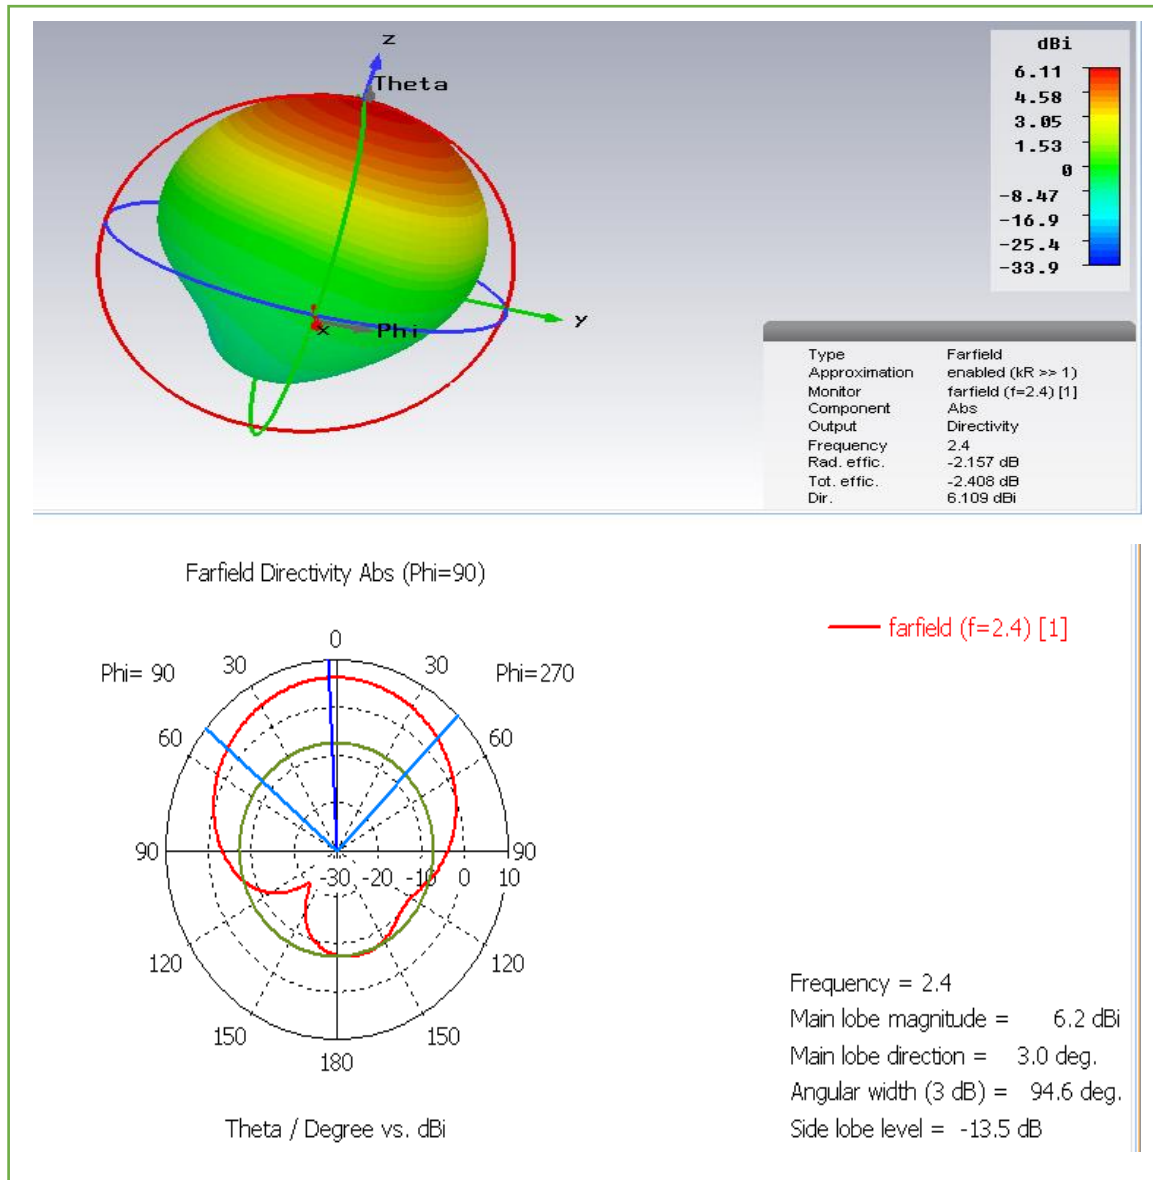 z
Theta
y
x
Phi
dBi
6.11
4.58
3.05
1.53
0
-8.47
-16.9
-25.4
-33.9
Type Farfield
Approximation enabled (kR >> 1)
Monitor farfield (f=2.4) [1]
Component Abs
Output Directivity
Frequency 2.4
Rad. effic. -2.157 dB
Tot. effic. -2.408 dB
Dir. 6.109 dBi
Farfield Directivity Abs (Phi=90)
farfield (f=2.4) [1]
0
Phi= 90 30 30 Phi=270
60 60
90 90
-30 -20 -10 0 10
120 120
150 150
180
Theta / Degree vs. dBi
Frequency = 2.4
Main lobe magnitude = 6.2 dBi
Main lobe direction = 3.0 deg.
Angular width (3 dB) = 94.6 deg.
Side lobe level = -13.5 dB